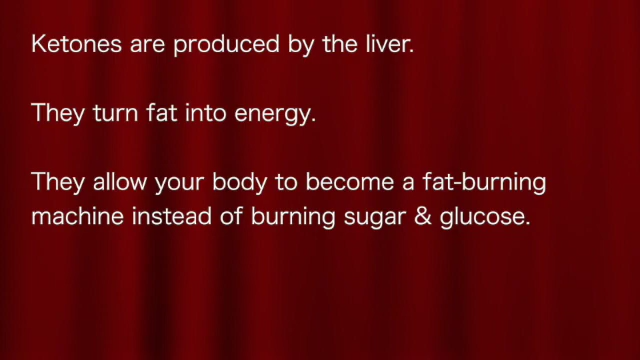 Ketones are produced by the liver.
They turn fat into energy.
They allow your body to become a fat-burning
machine instead of burning sugar & glucose.